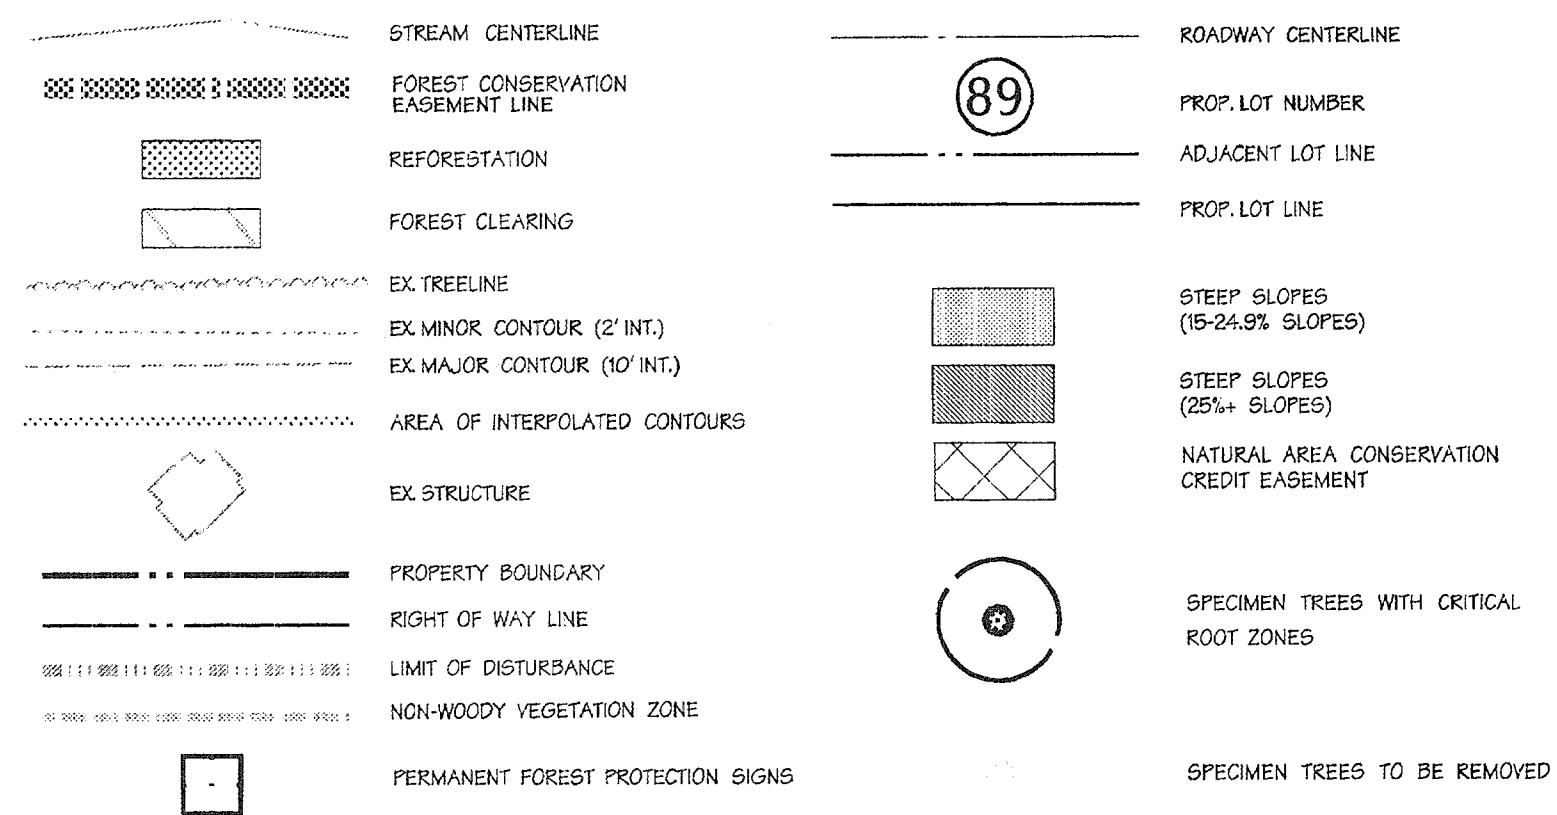 STREAM CENTERLINE
FOREST CONSERVATION
EASEMENT LINE
REFORESTATION
FOREST CLEARING
EX. TREELINE
EX. MINOR CONTOUR (2' INT.)
EX. MAJOR CONTOUR (10' INT.)
AREA OF INTERPOLATED CONTOURS
EX. STRUCTURE
PROPERTY BOUNDARY
RIGHT OF WAY LINE
LIMIT OF DISTURBANCE
NON-WOODY VEGETATION ZONE
PERMANENT FOREST PROTECTION SIGNS
ROADWAY CENTERLINE
89
PROP. LOT NUMBER
ADJACENT LOT LINE
PROP. LOT LINE
STEEP SLOPES
(15-24.9% SLOPES)
STEEP SLOPES
(25%+ SLOPES)
NATURAL AREA CONSERVATION
CREDIT EASEMENT
SPECIMEN TREES WITH CRITICAL
ROOT ZONES
SPECIMEN TREES TO BE REMOVED